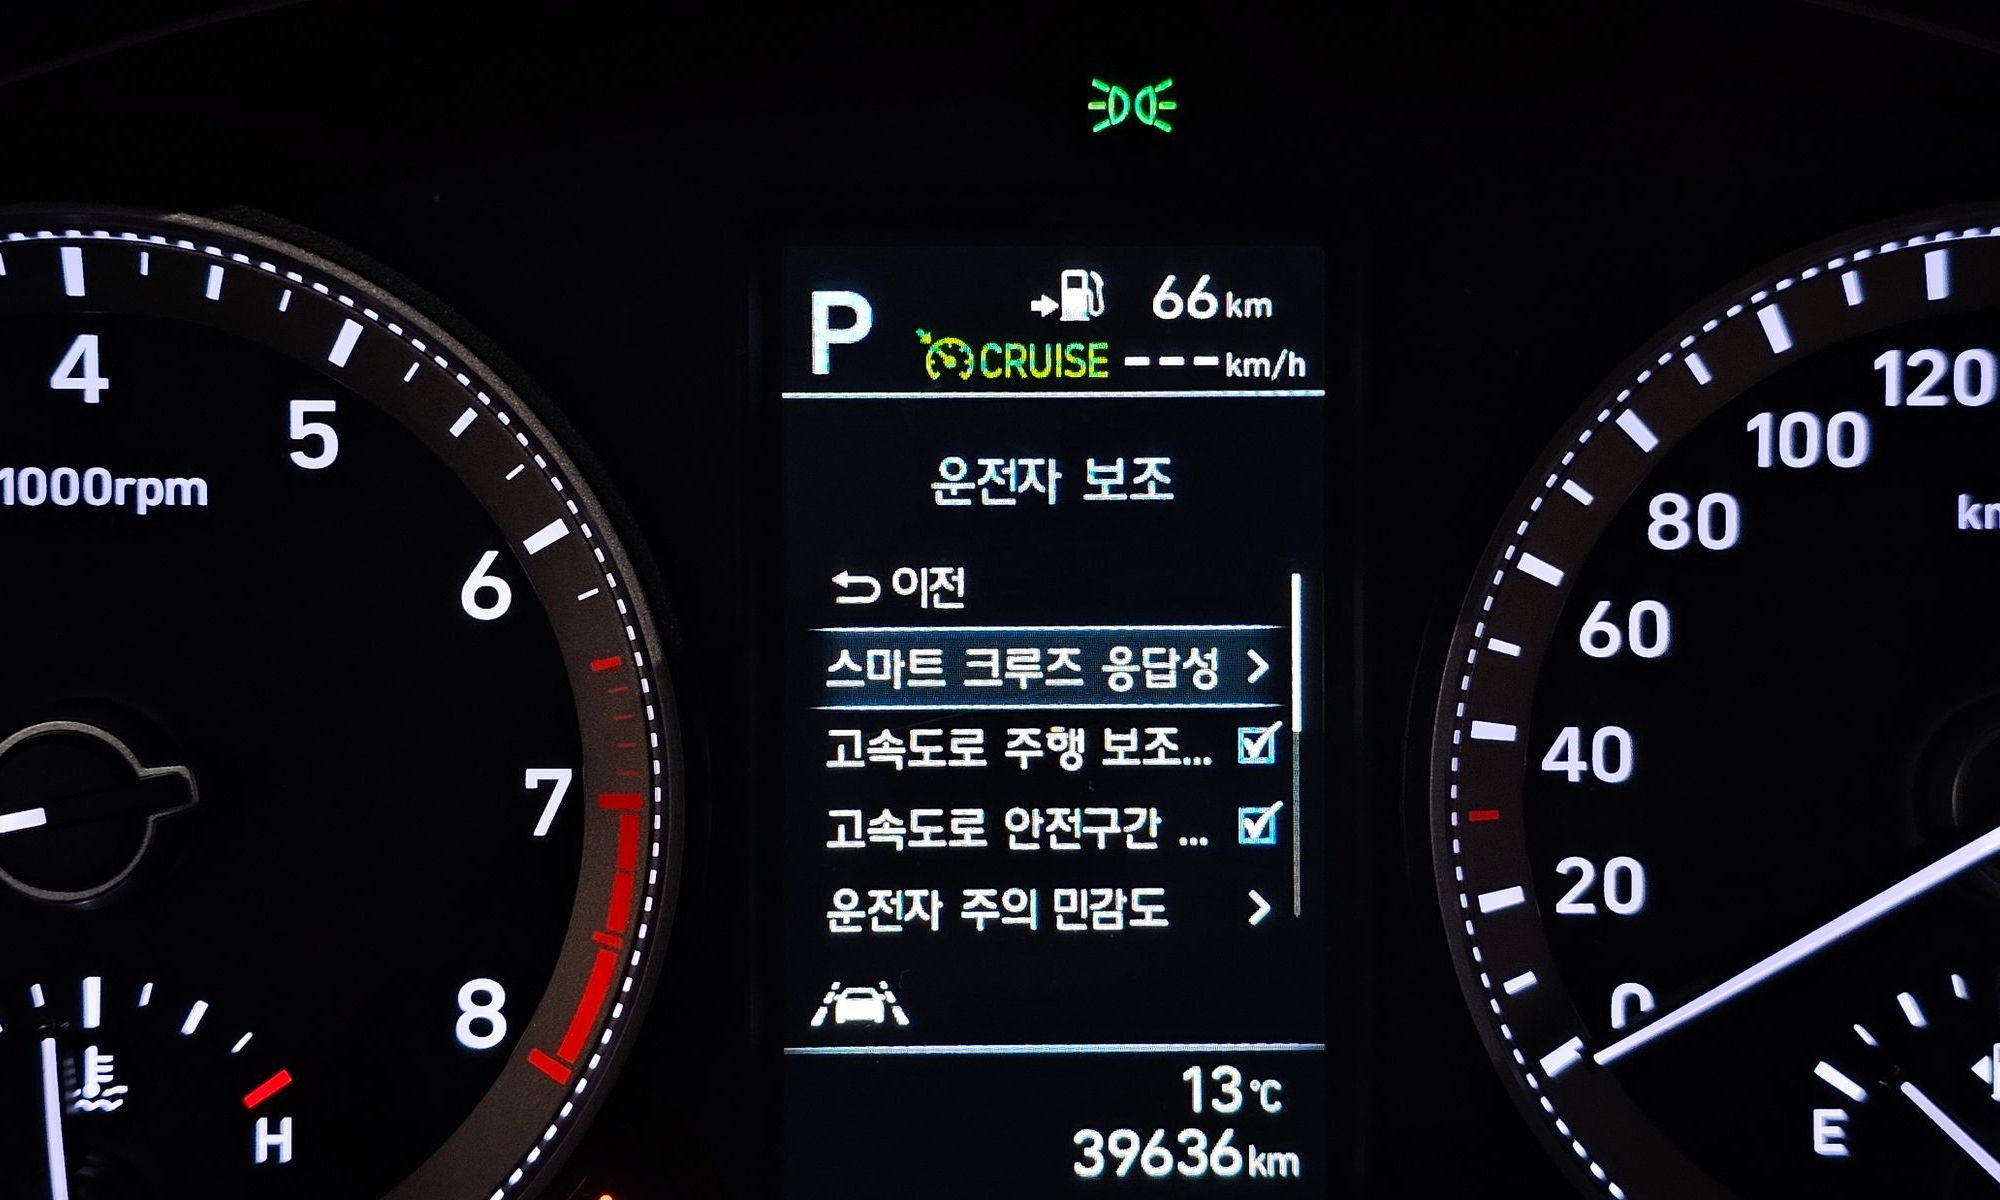 P
66 km
CRUISE ---km/h
운전자 보조
이전
스마트 크루즈 응답성 >
고속도로 주행 보조...
고속도로 안전구간 ...
운전자 주의 민감도 >
13°C
39636km
4
5
6
7
8
1000rpm
H
120
100
80
60
40
20
0
E